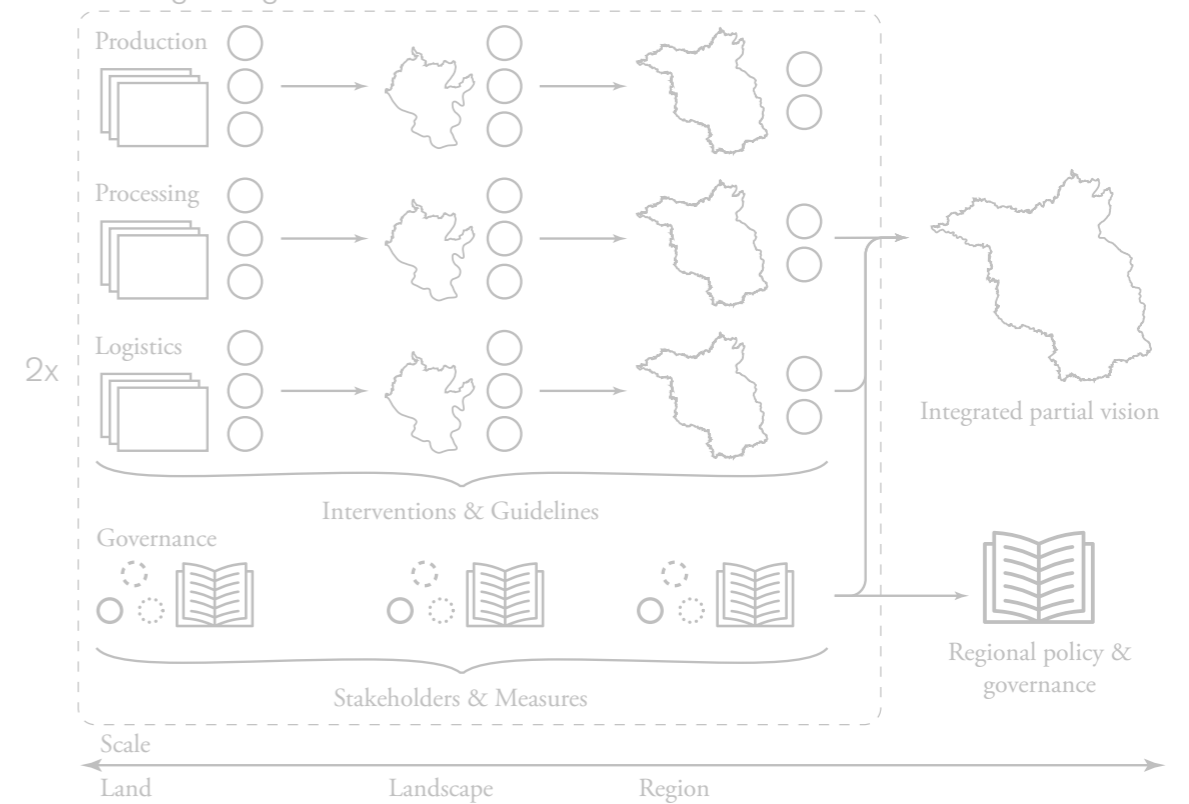 Production
Processing
Logistics
2x
Integrated partial vision
Interventions & Guidelines
Governance
Regional policy &
governance
Stakeholders & Measures
Scale
Land
Landscape
Region